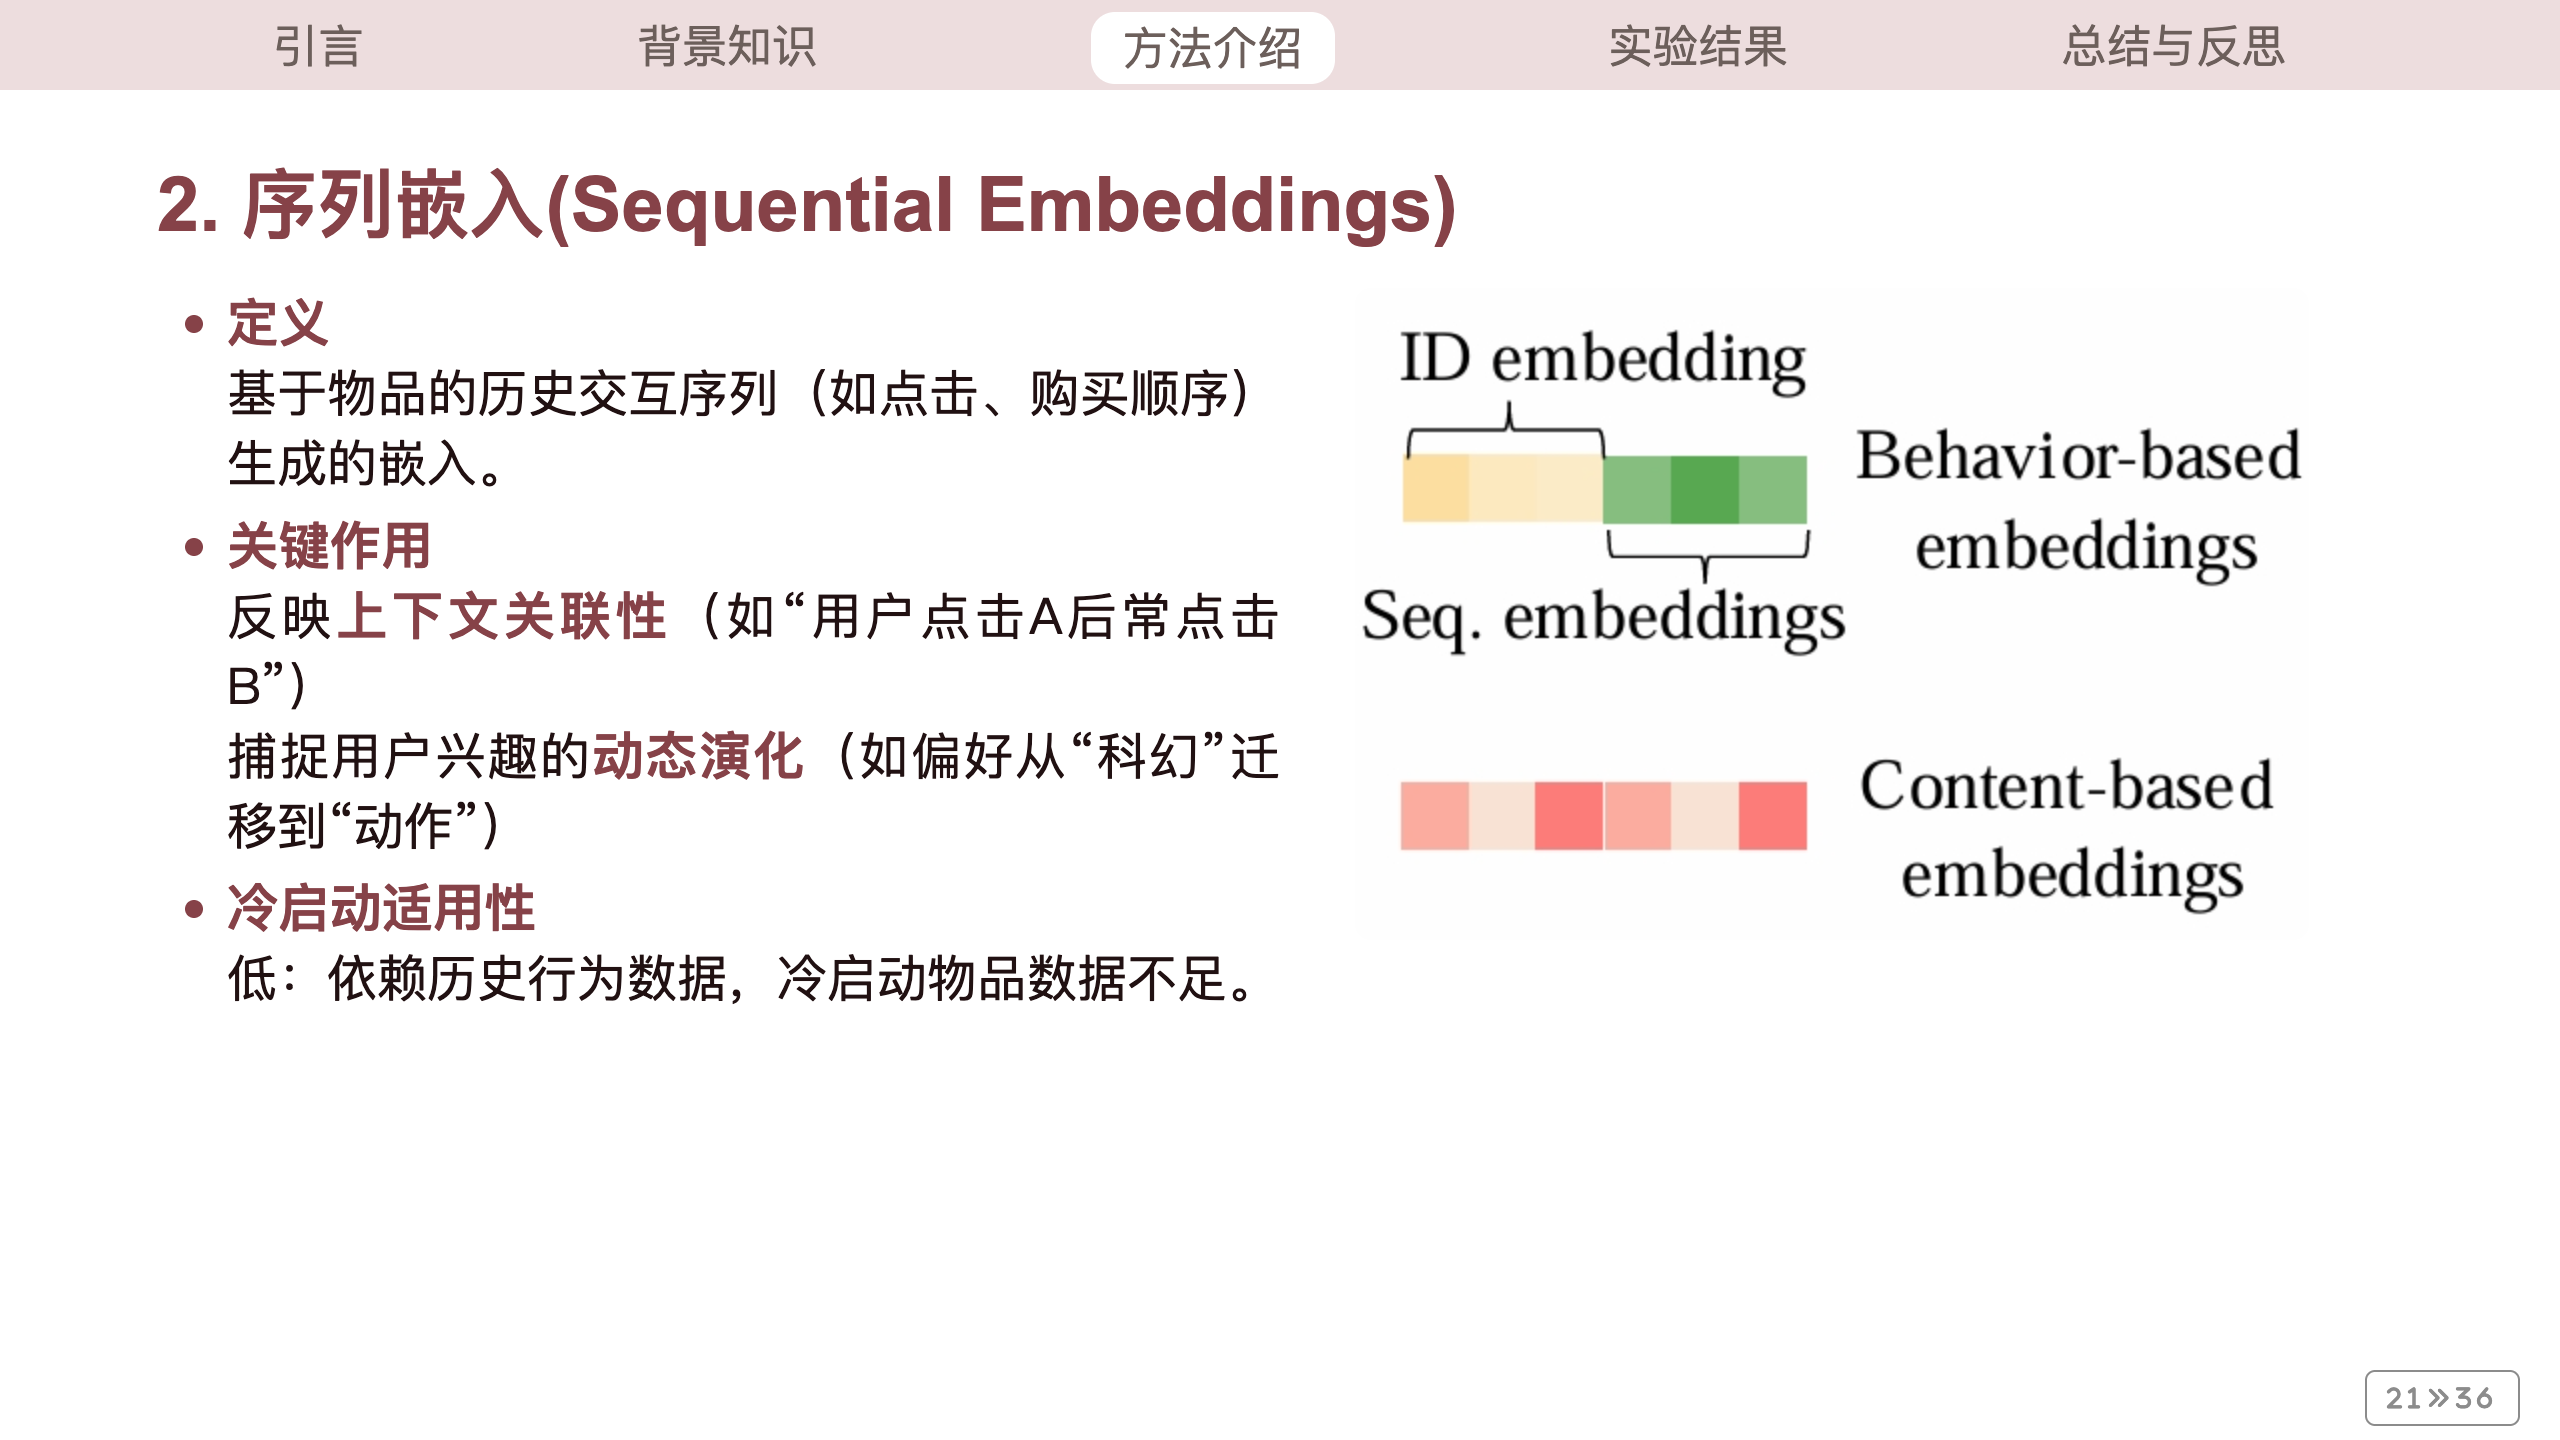 引言
背景知识
方法介绍
实验结果
总结与反思
2. 序列嵌入(Sequential Embeddings)
• 定义
基于物品的历史交互序列（如点击、购买顺序）
生成的嵌入。
• 关键作用
反映上下文关联性（如“用户点击A后常点击
B”）
捕捉用户兴趣的动态演化（如偏好从“科幻”迁
移到“动作”）
• 冷启动适用性
低：依赖历史行为数据，冷启动物品数据不足。
ID embedding
Behavior-based
embeddings
Seq. embeddings
Content-based
embeddings
21»36